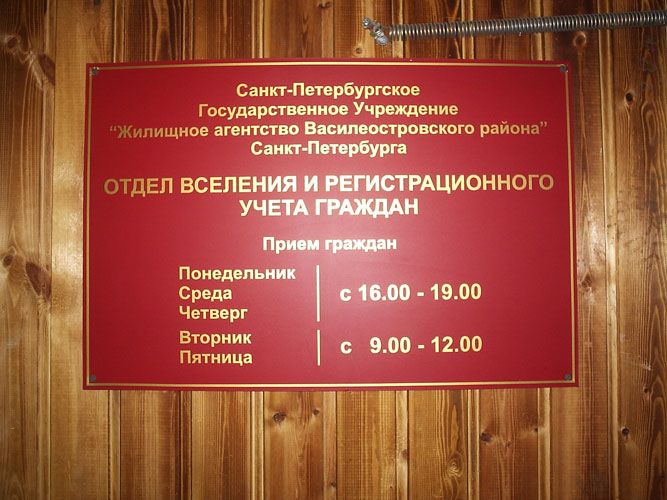 Санкт-Петербургское
Государственное Учреждение
“Жилищное агентство Василеостровского района”
Санкт-Петербурга
ОТДЕЛ ВСЕЛЕНИЯ И РЕГИСТРАЦИОННОГО
УЧЕТА ГРАЖДАН
Прием граждан
Понедельник
Среда
Четверг
с 16.00 - 19.00
Вторник
Пятница
с 9.00 - 12.00